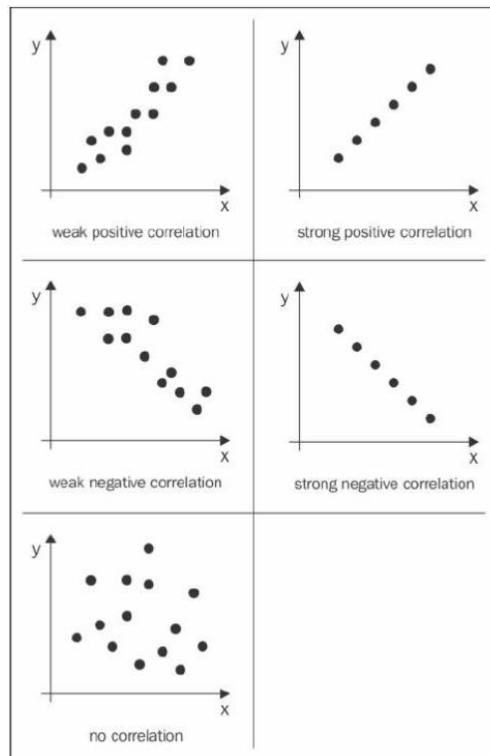 y
x
weak positive correlation
y
x
strong positive correlation
y
x
weak negative correlation
y
x
strong negative correlation
y
x
no correlation